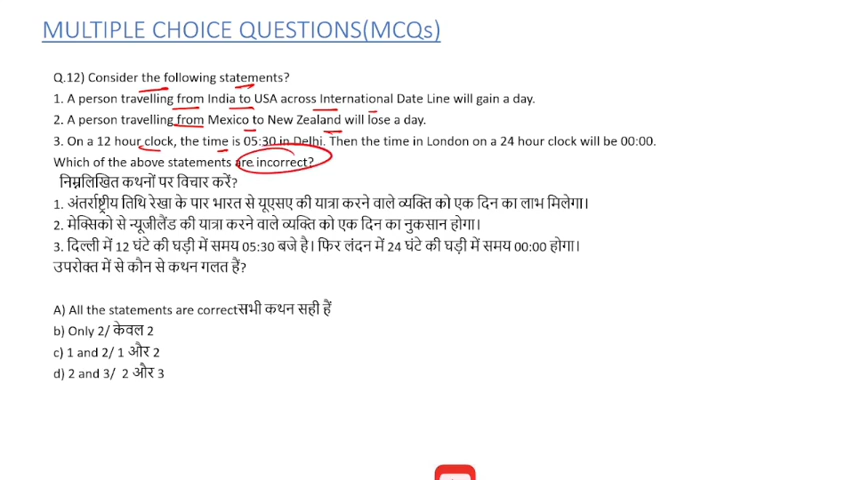 MULTIPLE CHOICE QUESTIONS(MCQs)
Q.12) Consider the following statements?
1. A person travelling from India to USA across International Date Line will gain a day.
2. A person travelling from Mexico to New Zealand will lose a day.
3. On a 12 hour clock, the time is 05:30 in Delhi. Then the time in London on a 24 hour clock will be 00:00.
Which of the above statements are incorrect?
निम्नलिखित कथनों पर विचार करें?
1. अंतर्राष्ट्रीय तिथि रेखा के पार भारत से यूएसए की यात्रा करने वाले व्यक्ति को एक दिन का लाभ मिलेगा।
2. मेक्सिको से न्यूजीलैंड की यात्रा करने वाले व्यक्ति को एक दिन का नुकसान होगा।
3. दिल्ली में 12 घंटे की घड़ी में समय 05:30 बजे है। फिर लंदन में 24 घंटे की घड़ी में समय 00:00 होगा।
उपरोक्त में से कौन से कथन गलत हैं?
A) All the statements are correctसभी कथन सही हैं
b) Only 2/ केवल 2
c) 1 and 2/ 1 और 2
d) 2 and 3/ 2 और 3